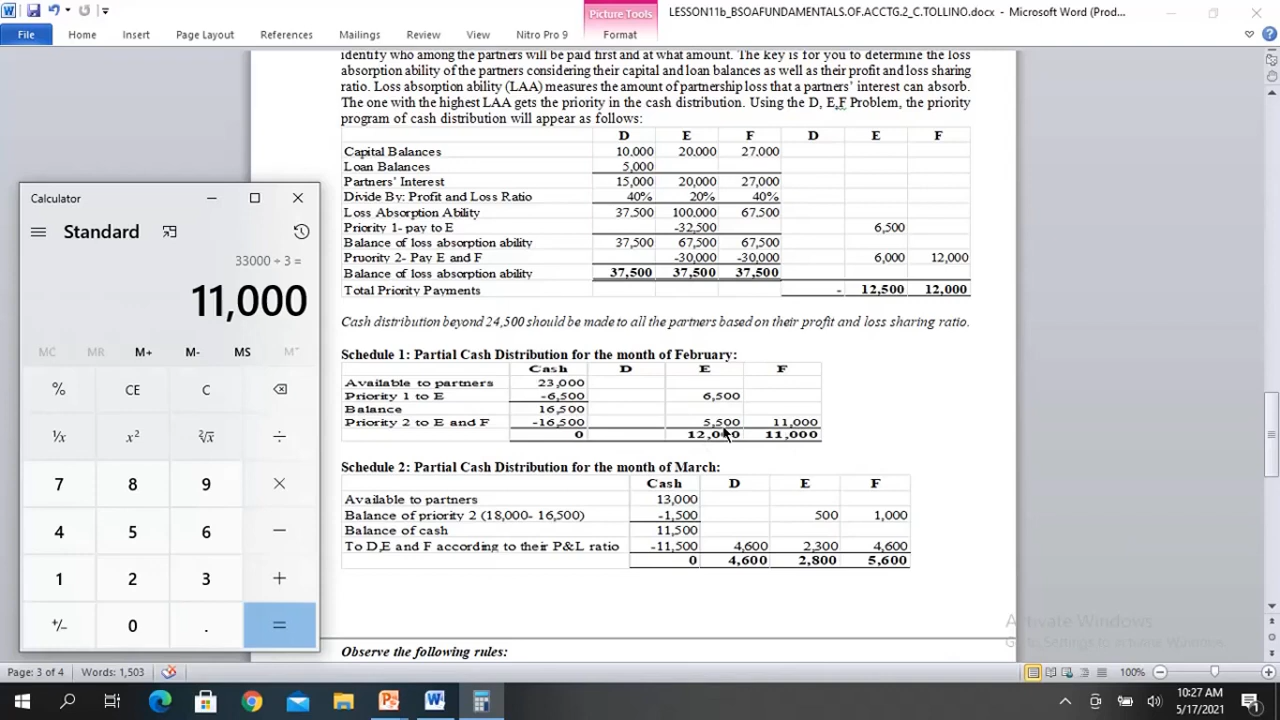 LESSON11b_BSOAFUNDAMENTALS.OF.ACCTG.2_C.TOLLINO.docx - Microsoft Word (Prod...
Picture Tools
File Home Insert Page Layout References Mailings Review View Nitro Pro 9 Format
identify who among the partners will be paid first and at what amount. The key is for you to determine the loss
absorption ability of the partners considering their capital and loan balances as well as their profit and loss sharing
ratio. Loss absorption ability (LAA) measures the amount of partnership loss that a partners' interest can absorb.
The one with the highest LAA gets the priority in the cash distribution. Using the D, E,F Problem, the priority
program of cash distribution will appear as follows:
D E F D E F
Capital Balances 10,000 20,000 27,000
Loan Balances 5,000
Partners' Interest 15,000 20,000 27,000
Divide By: Profit and Loss Ratio 40% 20% 40%
Loss Absorption Ability 37,500 100,000 67,500
Priority 1- pay to E -32,500 6,500
Balance of loss absorption ability 37,500 67,500 67,500
Pruority 2- Pay E and F -30,000 -30,000 6,000 12,000
Balance of loss absorption ability 37,500 37,500 37,500
Total Priority Payments - 12,500 12,000
Cash distribution beyond 24,500 should be made to all the partners based on their profit and loss sharing ratio.
Schedule 1: Partial Cash Distribution for the month of February:
Cash D E F
Available to partners 23,000
Priority 1 to E -6,500 6,500
Balance 16,500
Priority 2 to E and F -16,500 5,500 11,000
0 12,000 11,000
Schedule 2: Partial Cash Distribution for the month of March:
Cash D E F
Available to partners 13,000
Balance of priority 2 (18,000- 16,500) -1,500 500 1,000
Balance of cash 11,500
To D,E and F according to their P&L ratio -11,500 4,600 2,300 4,600
0 4,600 2,800 5,600
Observe the following rules:
Activate Windows
Go to Settings to activate Windows.
Calculator
Standard
33000 ÷ 3 =
11,000
MC MR M+ M- MS M˅
% CE C
¹/x x² ²√x ÷
7 8 9 ×
4 5 6 −
1 2 3 +
+/− 0 . =
Page: 3 of 4 Words: 1,503 100%
10:27 AM
5/17/2021